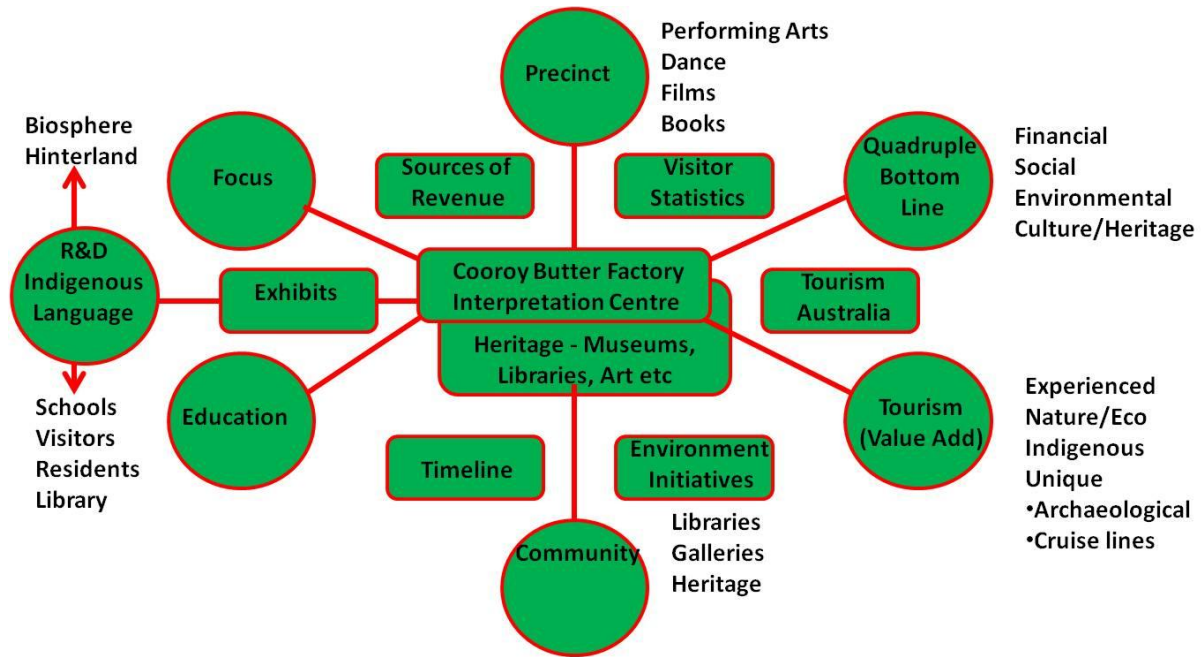 Precinct
Performing Arts
Dance
Films
Books
Biosphere
Hinterland
Focus
Sources of
Revenue
Visitor
Statistics
Quadruple
Bottom
Line
Financial
Social
Environmental
Culture/Heritage
R&D
Indigenous
Language
Exhibits
Cooroy Butter Factory
Interpretation Centre
Heritage - Museums,
Libraries, Art etc
Tourism
Australia
Schools
Visitors
Residents
Library
Education
Timeline
Environment
Initiatives
Tourism
(Value Add)
Experienced
Nature/Eco
Indigenous
Unique
•Archaeological
•Cruise lines
Community
Libraries
Galleries
Heritage